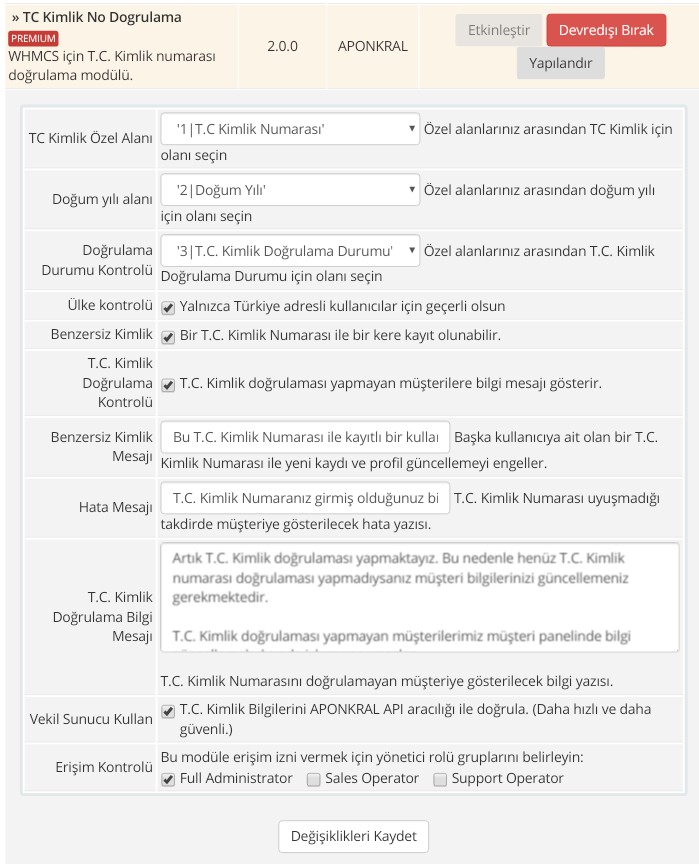 » TC Kimlik No Dogrulama
PREMIUM
WHMCS için T.C. Kimlik numarası
doğrulama modülü.
2.0.0
APONKRAL
Etkinleştir
Devredışı Bırak
Yapılandır
TC Kimlik Özel Alanı
'1|T.C Kimlik Numarası'
Özel alanlarınız arasından TC Kimlik için
olanı seçin
Doğum yılı alanı
'2|Doğum Yılı'
Özel alanlarınız arasından doğum yılı
için olanı seçin
Doğrulama
Durumu Kontrolü
'3|T.C. Kimlik Doğrulama Durumu'
Özel alanlarınız arasından T.C. Kimlik
Doğrulama Durumu için olanı seçin
Ülke kontrolü
Yalnızca Türkiye adresli kullanıcılar için geçerli olsun
Benzersiz Kimlik
Bir T.C. Kimlik Numarası ile bir kere kayıt olunabilir.
T.C. Kimlik
Doğrulama
Kontrolü
T.C. Kimlik doğrulaması yapmayan müşterilere bilgi mesajı gösterir.
Benzersiz Kimlik
Mesajı
Bu T.C. Kimlik Numarası ile kayıtlı bir kullaı
Başka kullanıcıya ait olan bir T.C.
Kimlik Numarası ile yeni kaydı ve profil güncellemeyi engeller.
Hata Mesajı
T.C. Kimlik Numaranız girmiş olduğunuz bi
T.C. Kimlik Numarası uyuşmadığı
takdirde müşteriye gösterilecek hata yazısı.
T.C. Kimlik
Doğrulama Bilgi
Mesajı
Artık T.C. Kimlik doğrulaması yapmaktayız. Bu nedenle henüz T.C. Kimlik
numarası doğrulaması yapmadıysanız müşteri bilgilerinizi güncellemeniz
gerekmektedir.
T.C. Kimlik doğrulaması yapmayan müşterilerimiz müşteri panelinde bilgi
T.C. Kimlik Numarasını doğrulamayan müşteriye gösterilecek bilgi yazısı.
Vekil Sunucu Kullan
T.C. Kimlik Bilgilerini APONKRAL API aracılığı ile doğrula. (Daha hızlı ve daha
güvenli.)
Erişim Kontrolü
Bu modüle erişim izni vermek için yönetici rolü gruplarını belirleyin:
Full Administrator
Sales Operator
Support Operator
Değişiklikleri Kaydet